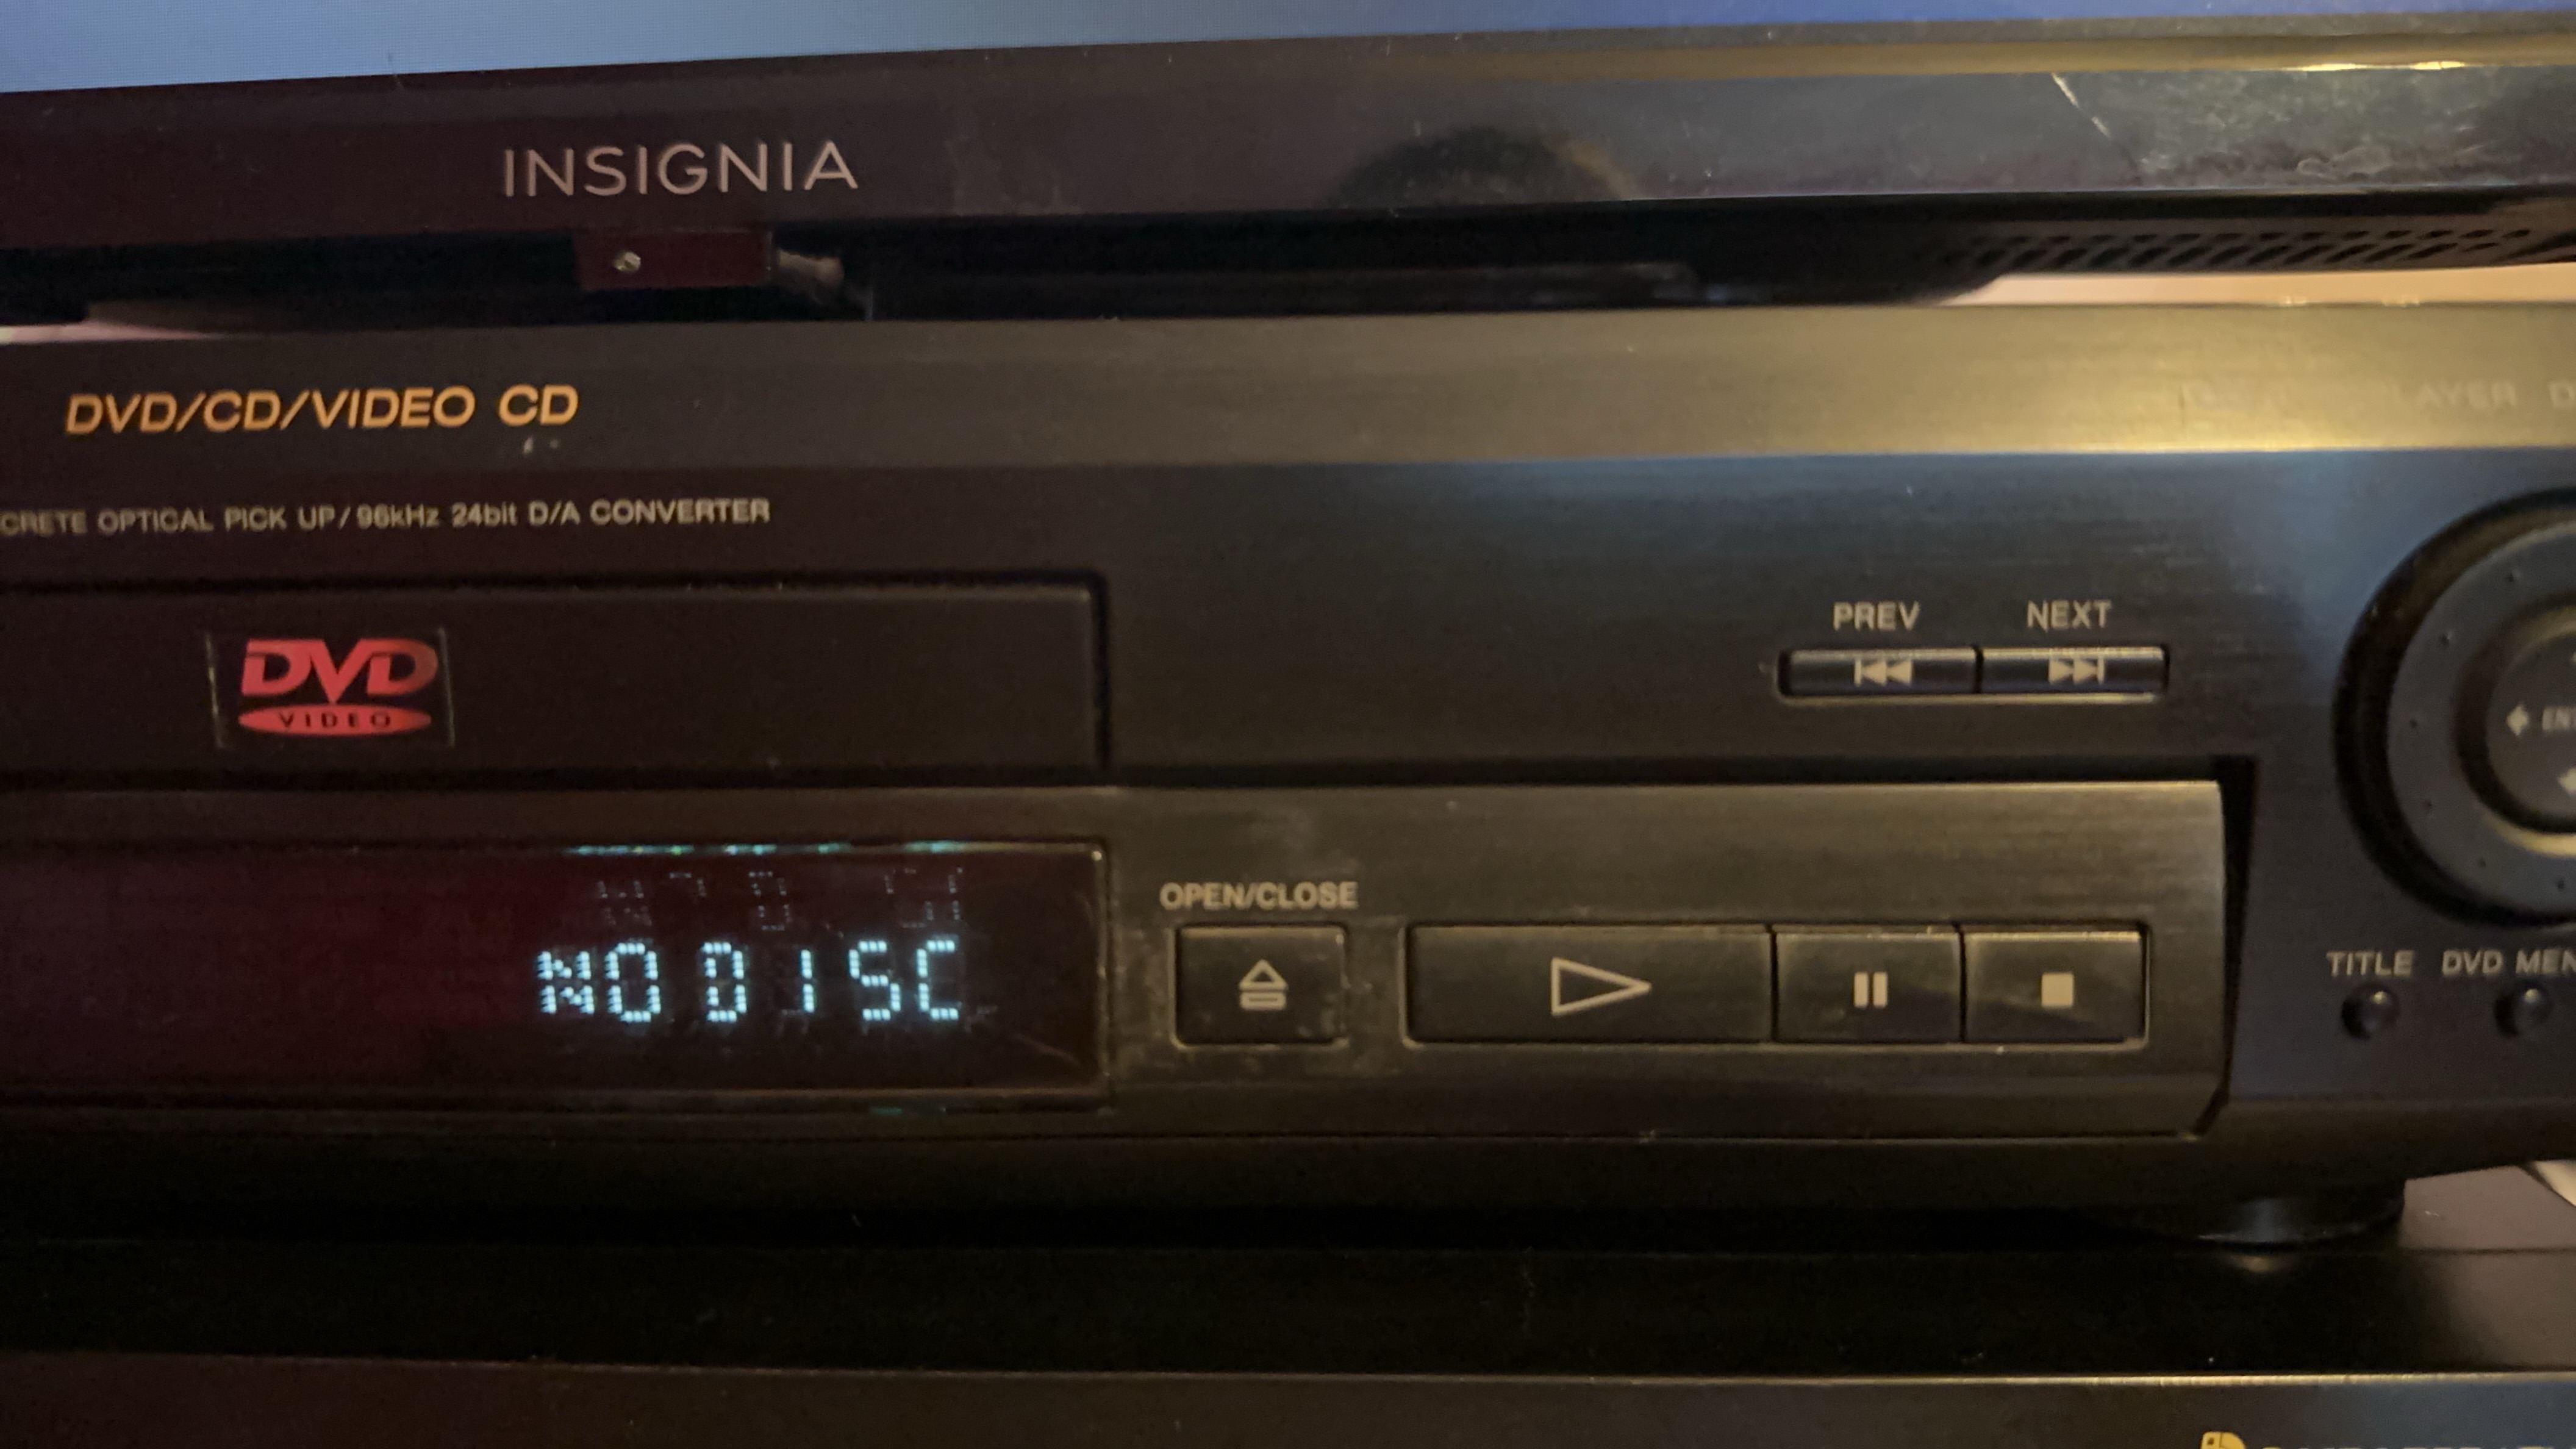 INSIGNIA
DVD/CD/VIDEO CD
OPTICAL PICK UP/96kHz 24bit D/A CONVERTER
DVD
VIDEO
PREV NEXT
OPEN/CLOSE
NO DISC
TITLE DVD